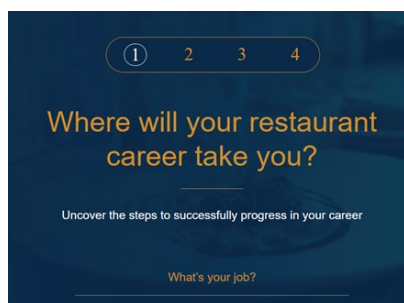 1 2 3 4
Where will your restaurant
career take you?
Uncover the steps to successfully progress in your career
What's your job?